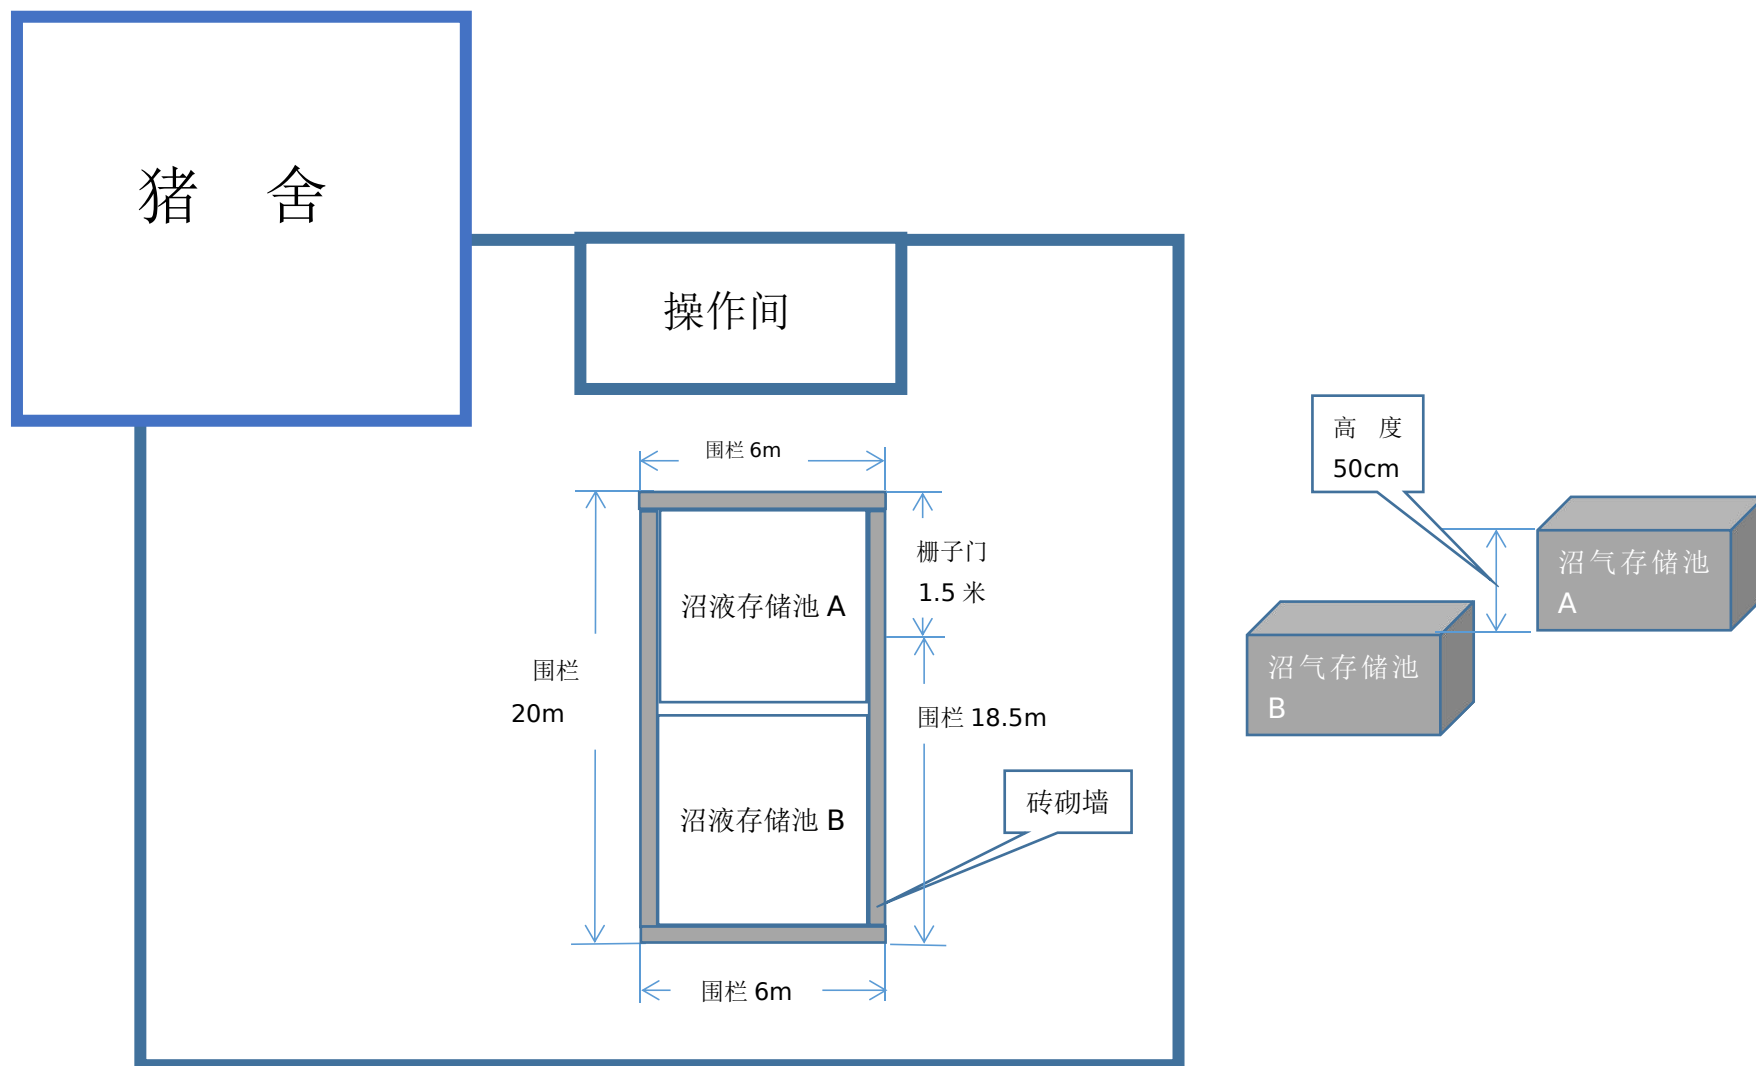 猪 舍
操作间
围栏 6m
高 度
50cm
栅子门
1.5 米
沼液存储池 A
沼气存储池
A
围栏
20m
沼气存储池
B
围栏 18.5m
砖砌墙
沼液存储池 B
围栏 6m